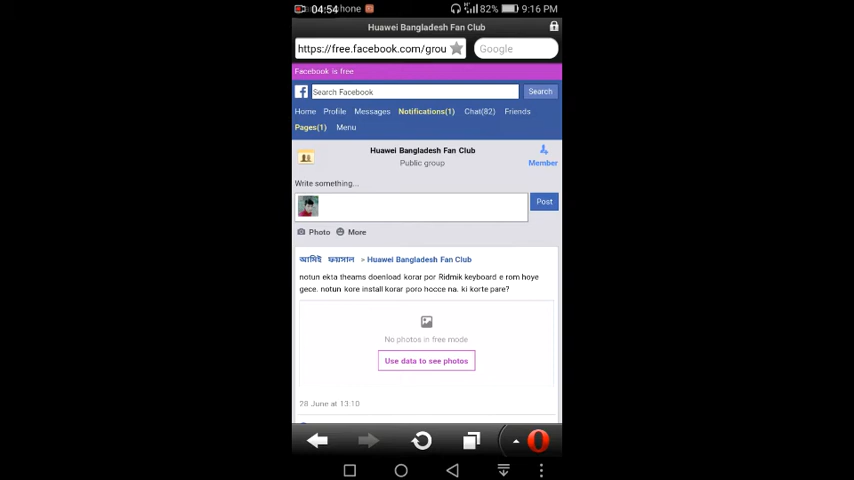 04:54 phone 82% 9:16 PM
Huawei Bangladesh Fan Club
https://free.facebook.com/grou Google
Facebook is free
Search Facebook Search
Home Profile Messages Notifications(1) Chat(82) Friends
Pages(1) Menu
Huawei Bangladesh Fan Club
Public group
Member
Write something...
Post
Photo More
আমিই ফয়সাল > Huawei Bangladesh Fan Club
notun ekta theams doenload korar por Ridmik keyboard e rom hoye
gece. notun kore install korar poro hocce na. ki korte pare?
No photos in free mode
Use data to see photos
28 June at 13:10